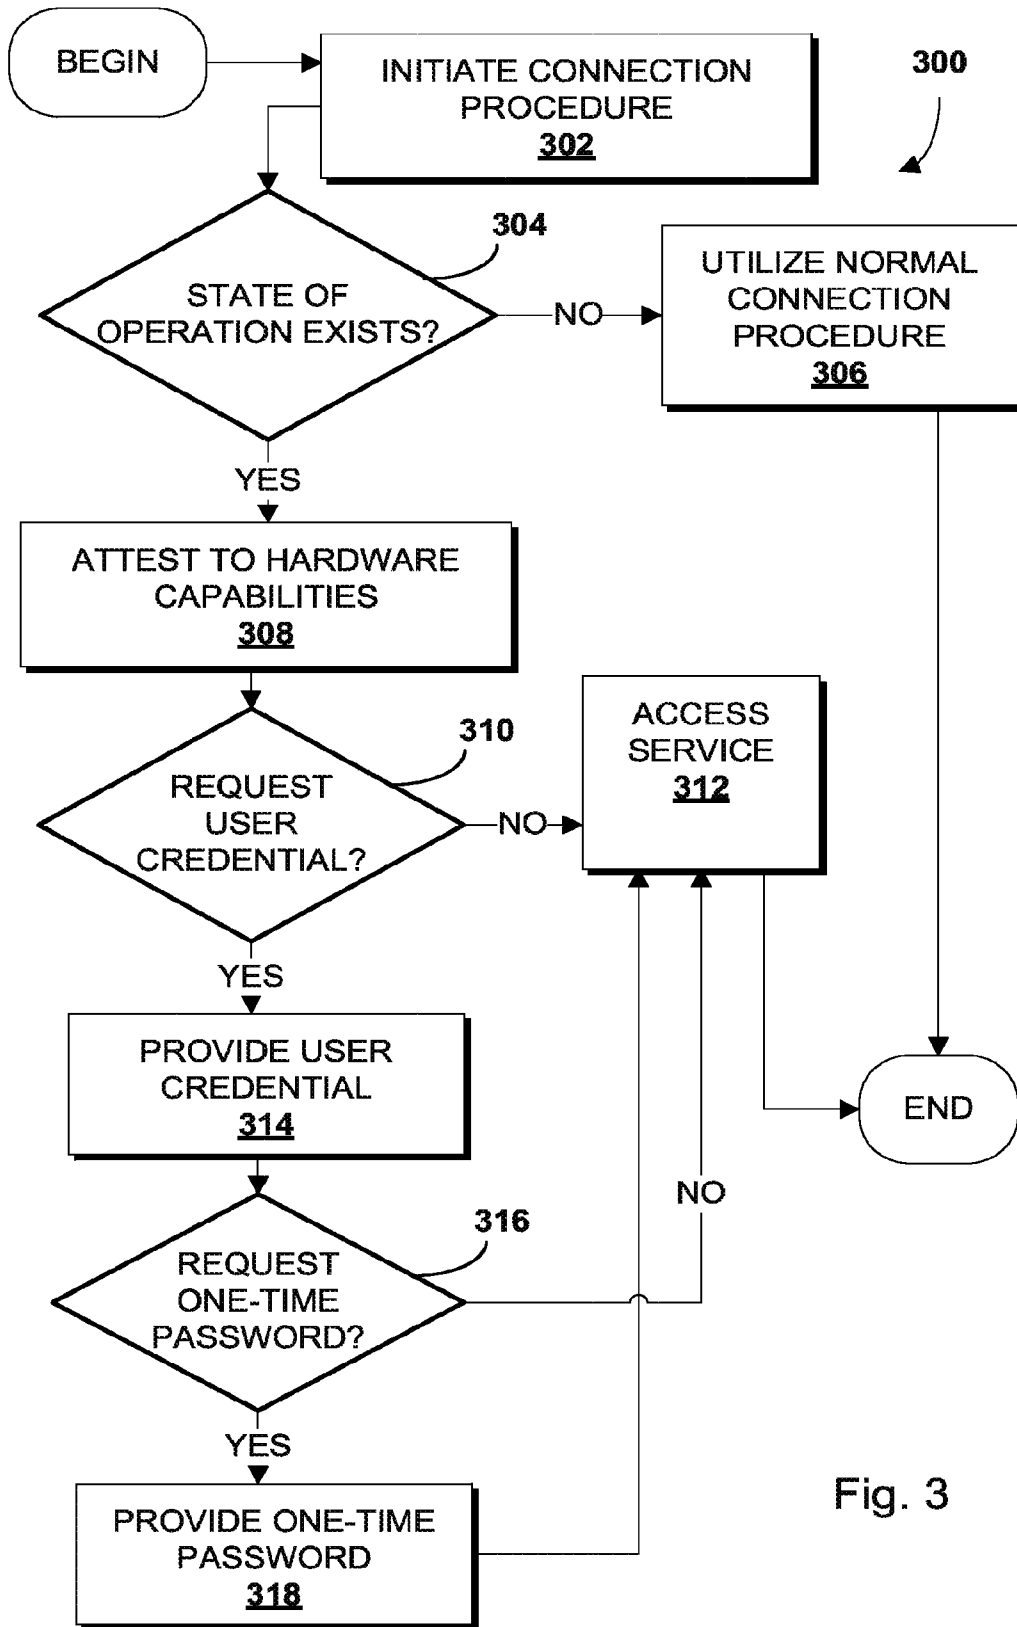 BEGIN
INITIATE CONNECTION
PROCEDURE
302
300
304
STATE OF
OPERATION EXISTS?
NO
UTILIZE NORMAL
CONNECTION
PROCEDURE
306
YES
ATTEST TO HARDWARE
CAPABILITIES
308
310
REQUEST
USER
CREDENTIAL?
NO
ACCESS
SERVICE
312
YES
PROVIDE USER
CREDENTIAL
314
END
316
REQUEST
ONE-TIME
PASSWORD?
NO
YES
PROVIDE ONE-TIME
PASSWORD
318
Fig. 3